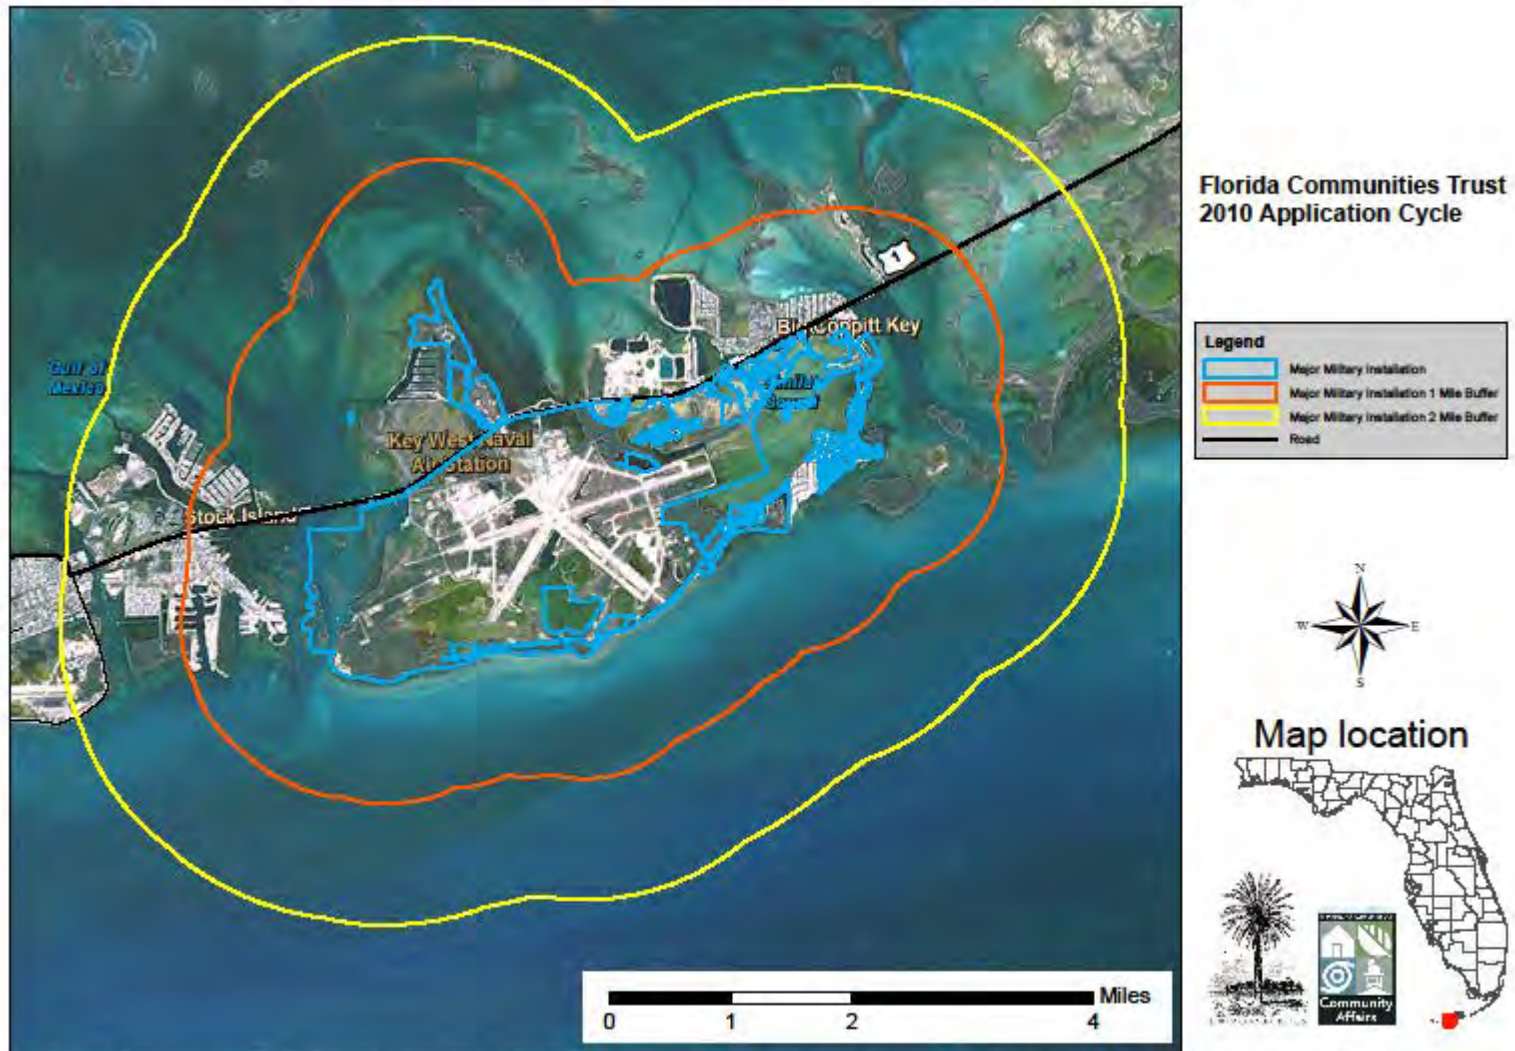 Florida Communities Trust
2010 Application Cycle
Legend
Major Military Installation
Major Military Installation 1 Mile Buffer
Major Military Installation 2 Mile Buffer
Road
1
Big Coppitt Key
Gulf of
Mexico
Key West Naval
Air Station
Stock Island
N
W
E
S
Map location
Miles
0
1
2
4
Community
Affairs